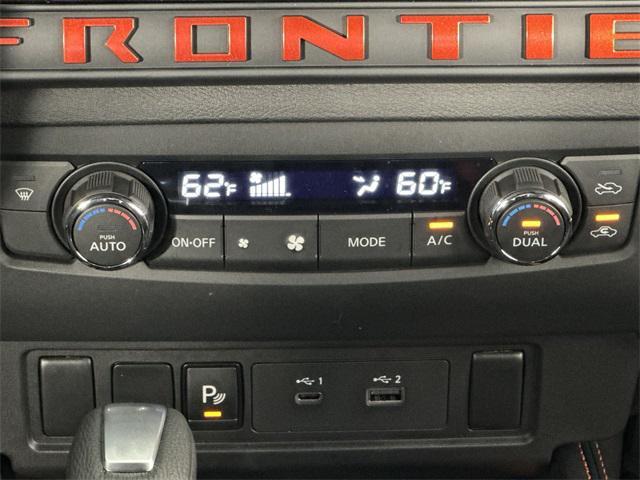 FRONTIE
62°F
60°F
PUSH
AUTO
ON·OFF
MODE
A/C
PUSH
DUAL
P
1
2